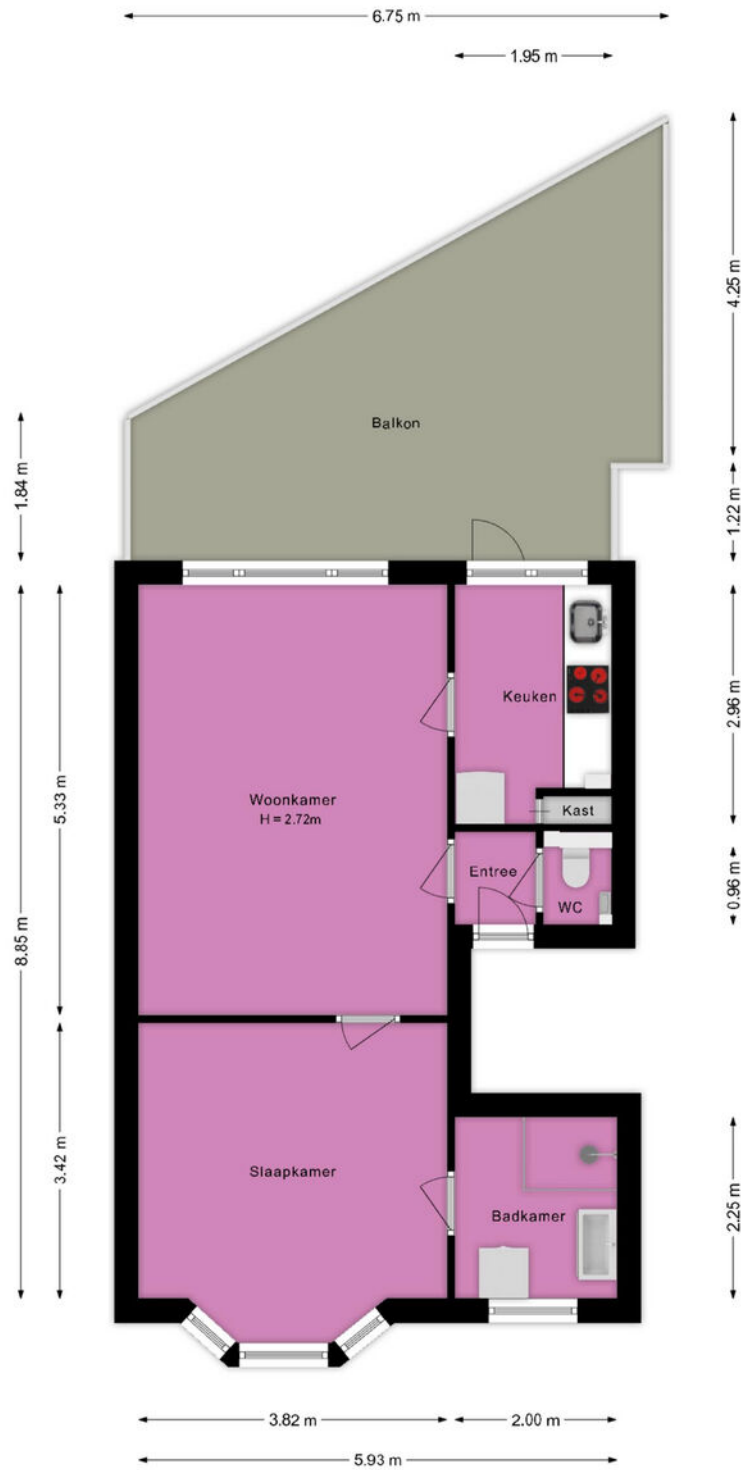 6.75 m
1.95 m
4.25 m
Balkon
1.84 m
1.22 m
Keuken
2.96 m
Woonkamer
H = 2.72m
5.33 m
Kast
Entree
WC
0.96 m
8.85 m
Slaapkamer
3.42 m
Badkamer
2.25 m
3.82 m
2.00 m
5.93 m